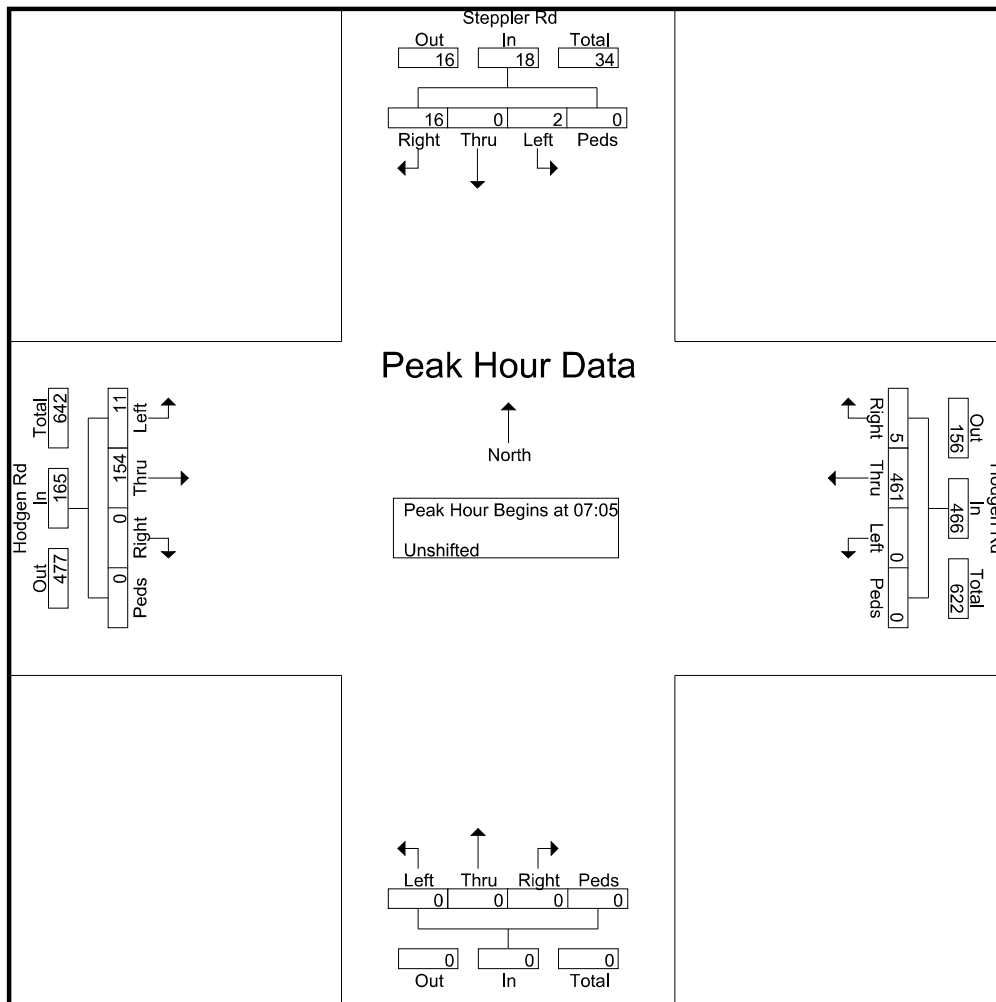 Steppler Rd
Out In Total
16 18 34
16 0 2 0
Right Thru Left Peds
Peak Hour Data
North
Peak Hour Begins at 07:05
Unshifted
Hodgen Rd
Total In Out
642 165 477
11 154 0 0
Left Thru Right Peds
Right Thru Left Peds
5 461 0 0
Out In Total
156 466 622
Hodgen Rd
Left Thru Right Peds
0 0 0 0
0 0 0
Out In Total